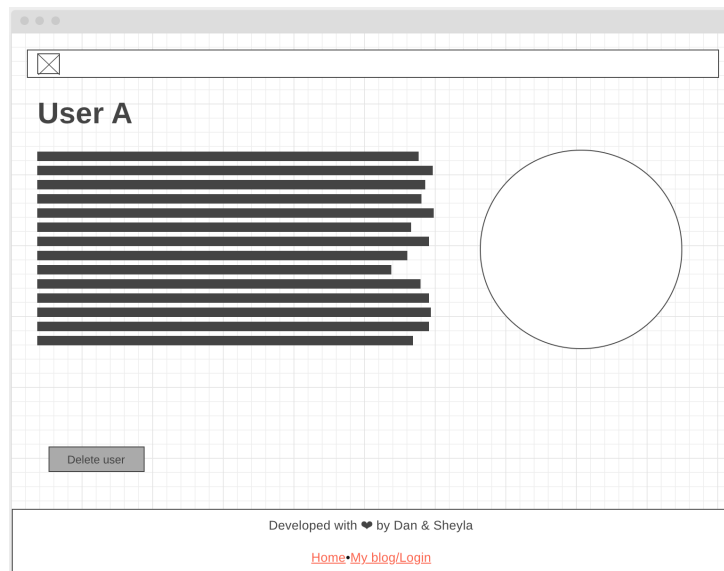 User A
Delete user
Developed with ❤ by Dan & Sheyla
Home•My blog/Login